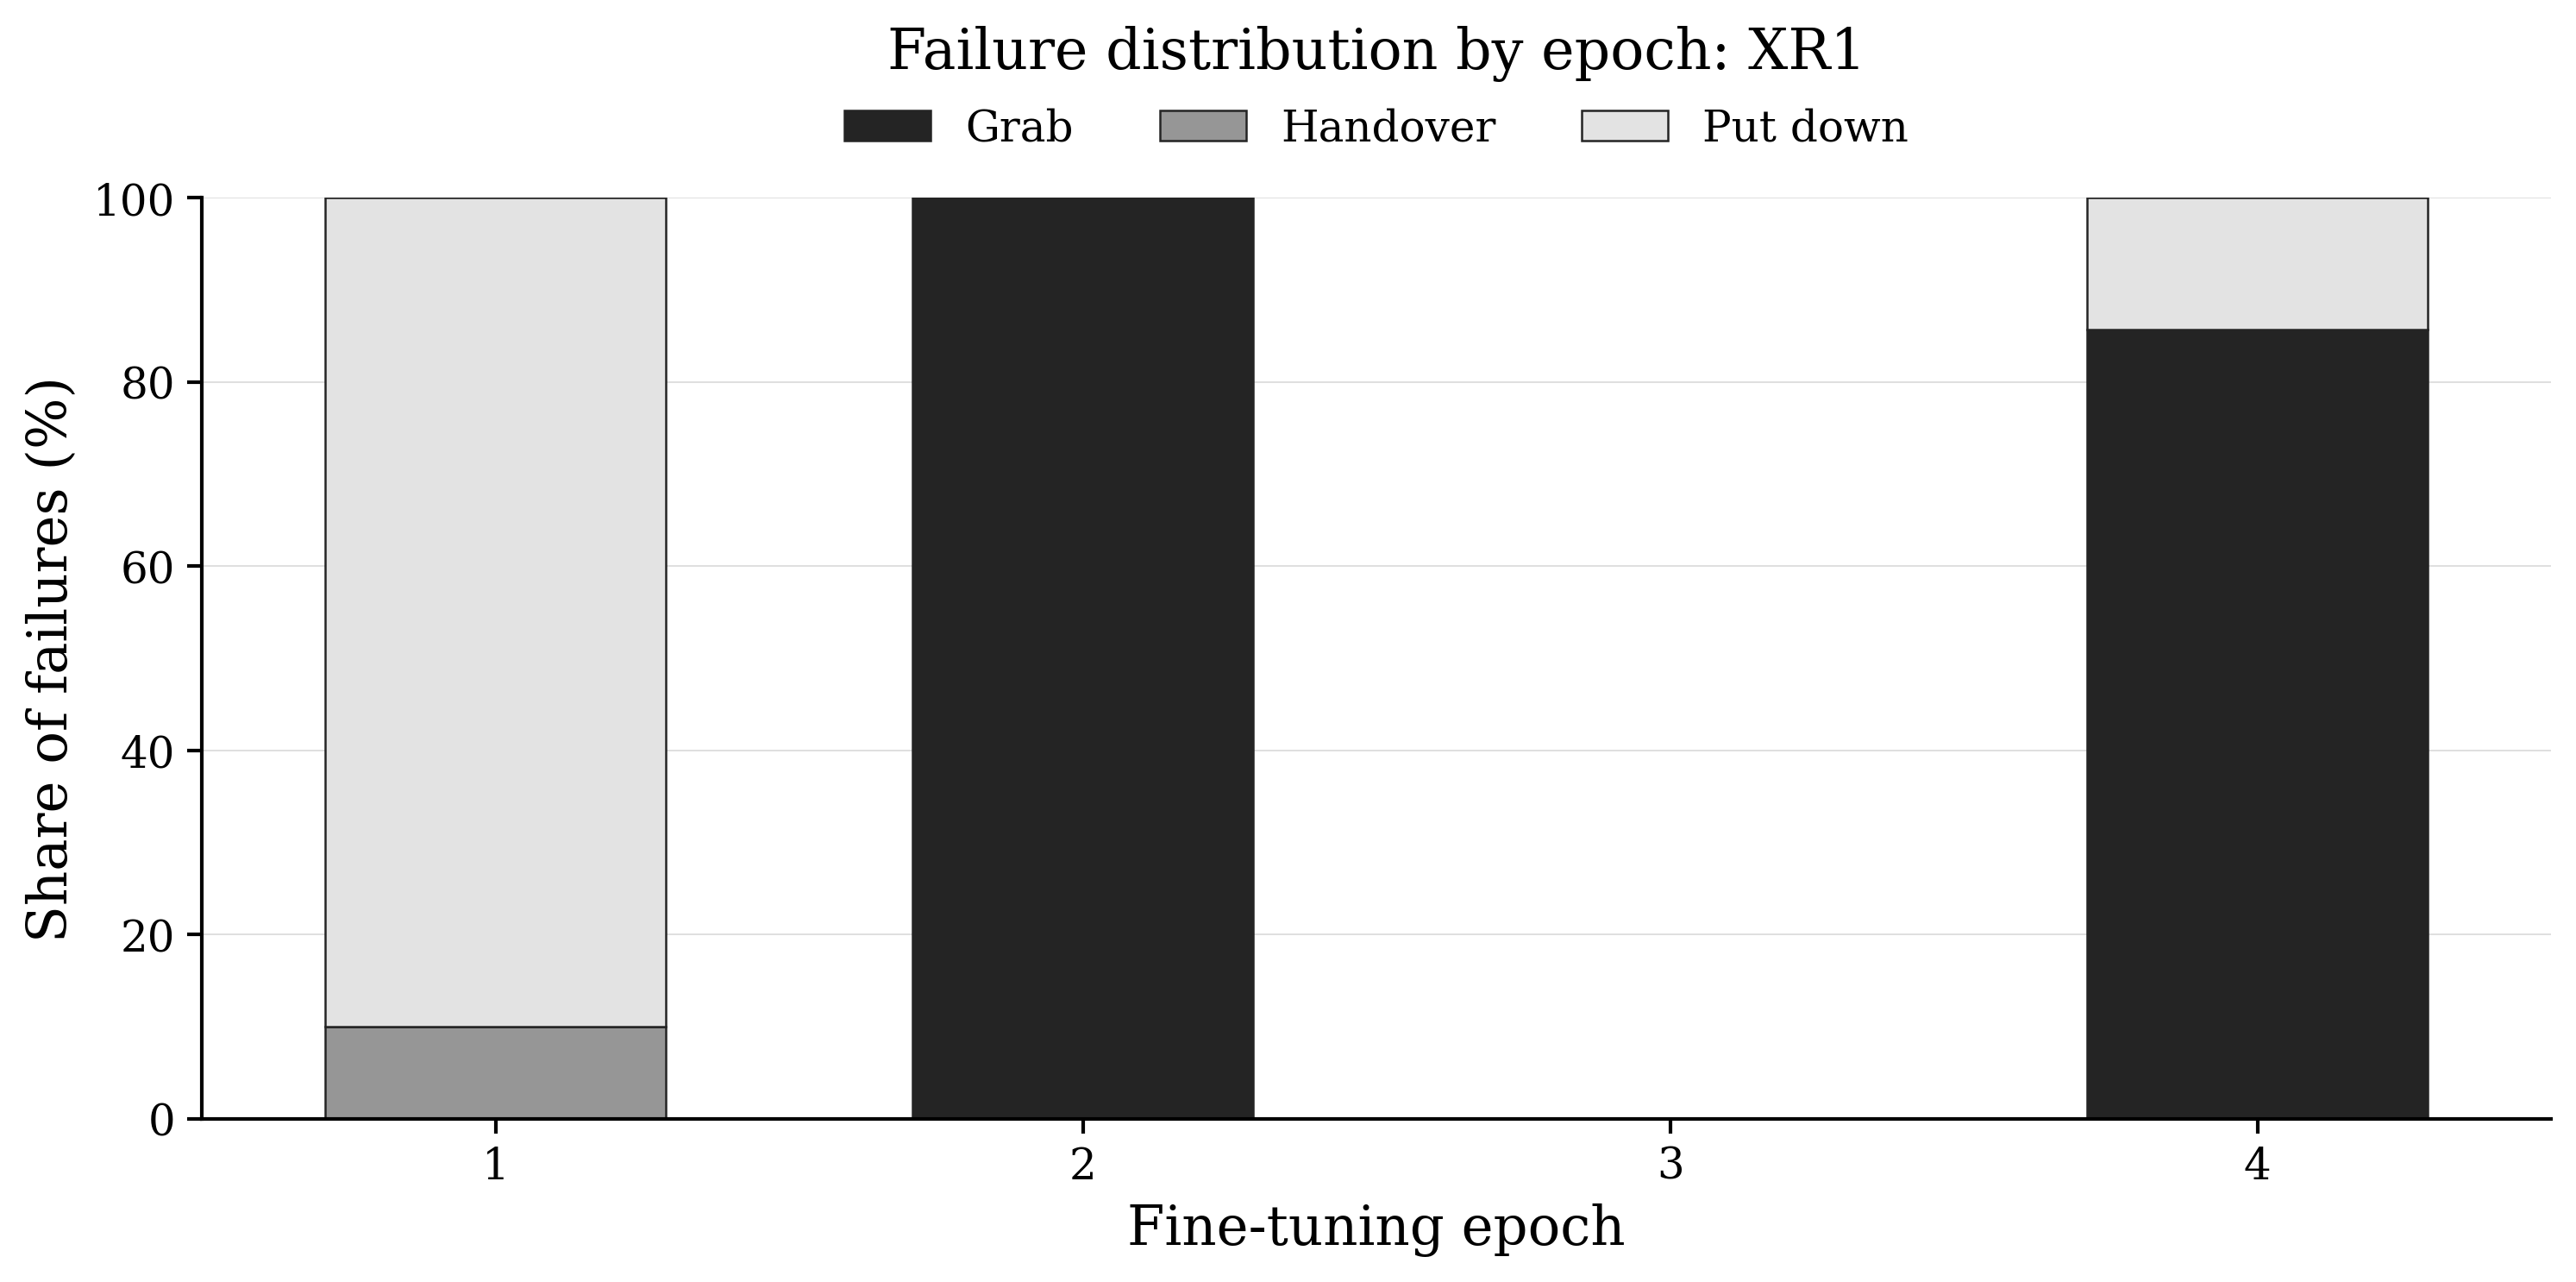 Failure distribution by epoch: XR1
Grab Handover Put down
100
80
60
40
20
0
Share of failures (%)
1 2 3 4
Fine-tuning epoch